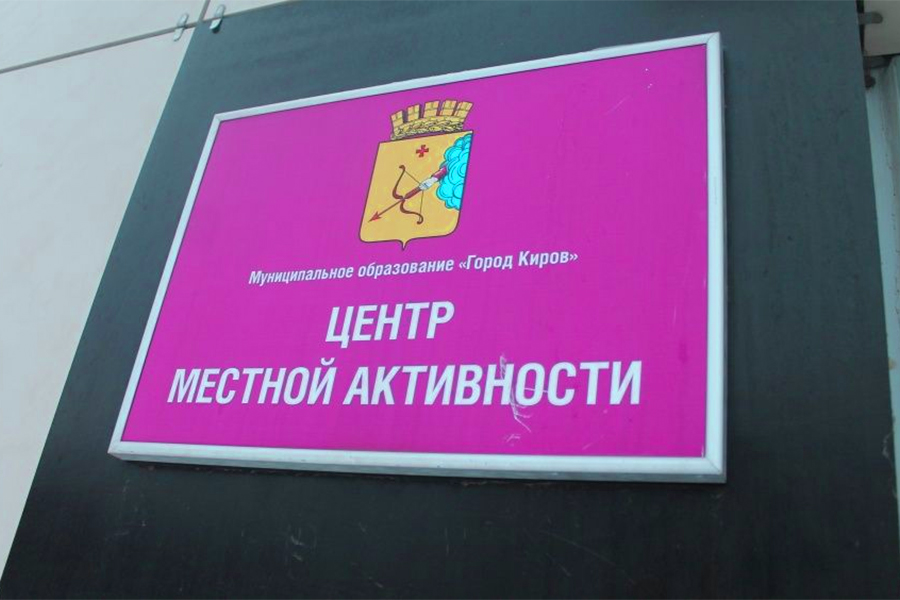 Муниципальное образование «Город Киров»
ЦЕНТР
МЕСТНОЙ АКТИВНОСТИ